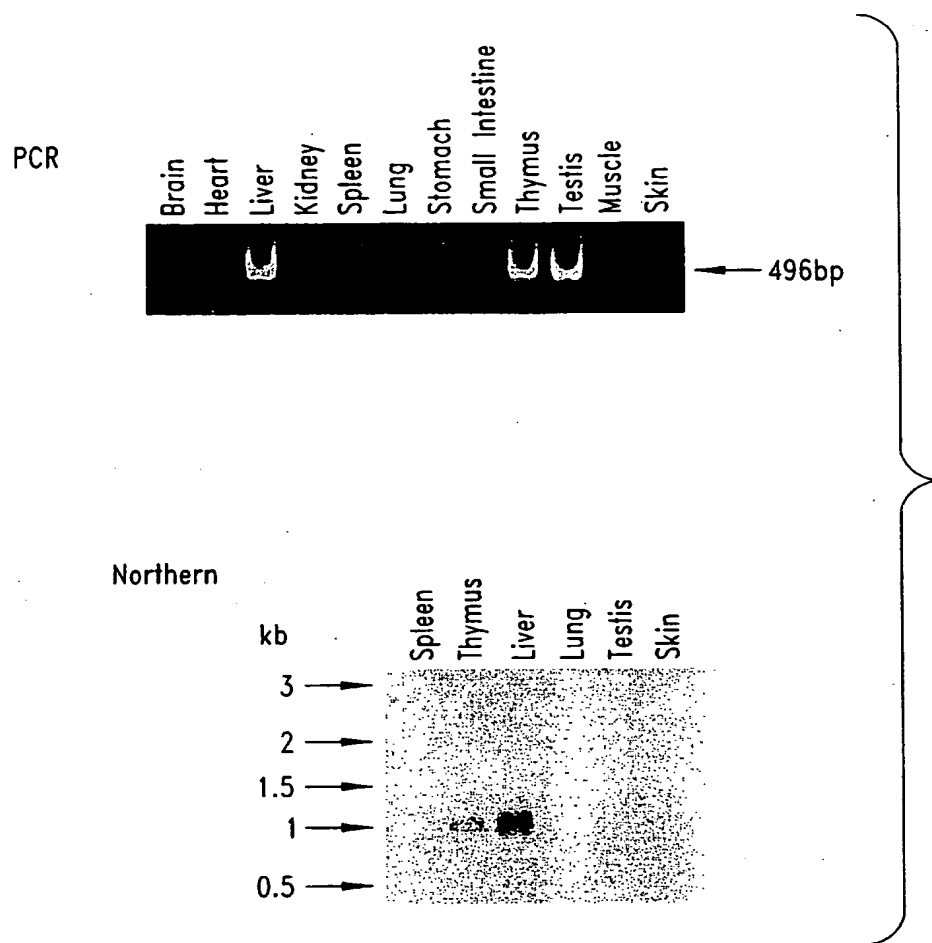 PCR
Brain
Heart
Liver
Kidney
Spleen
Lung
Stomach
Small Intestine
Thymus
Testis
Muscle
Skin
496bp
Northern
kb
Spleen
Thymus
Liver
Lung
Testis
Skin
3
2
1.5
1
0.5